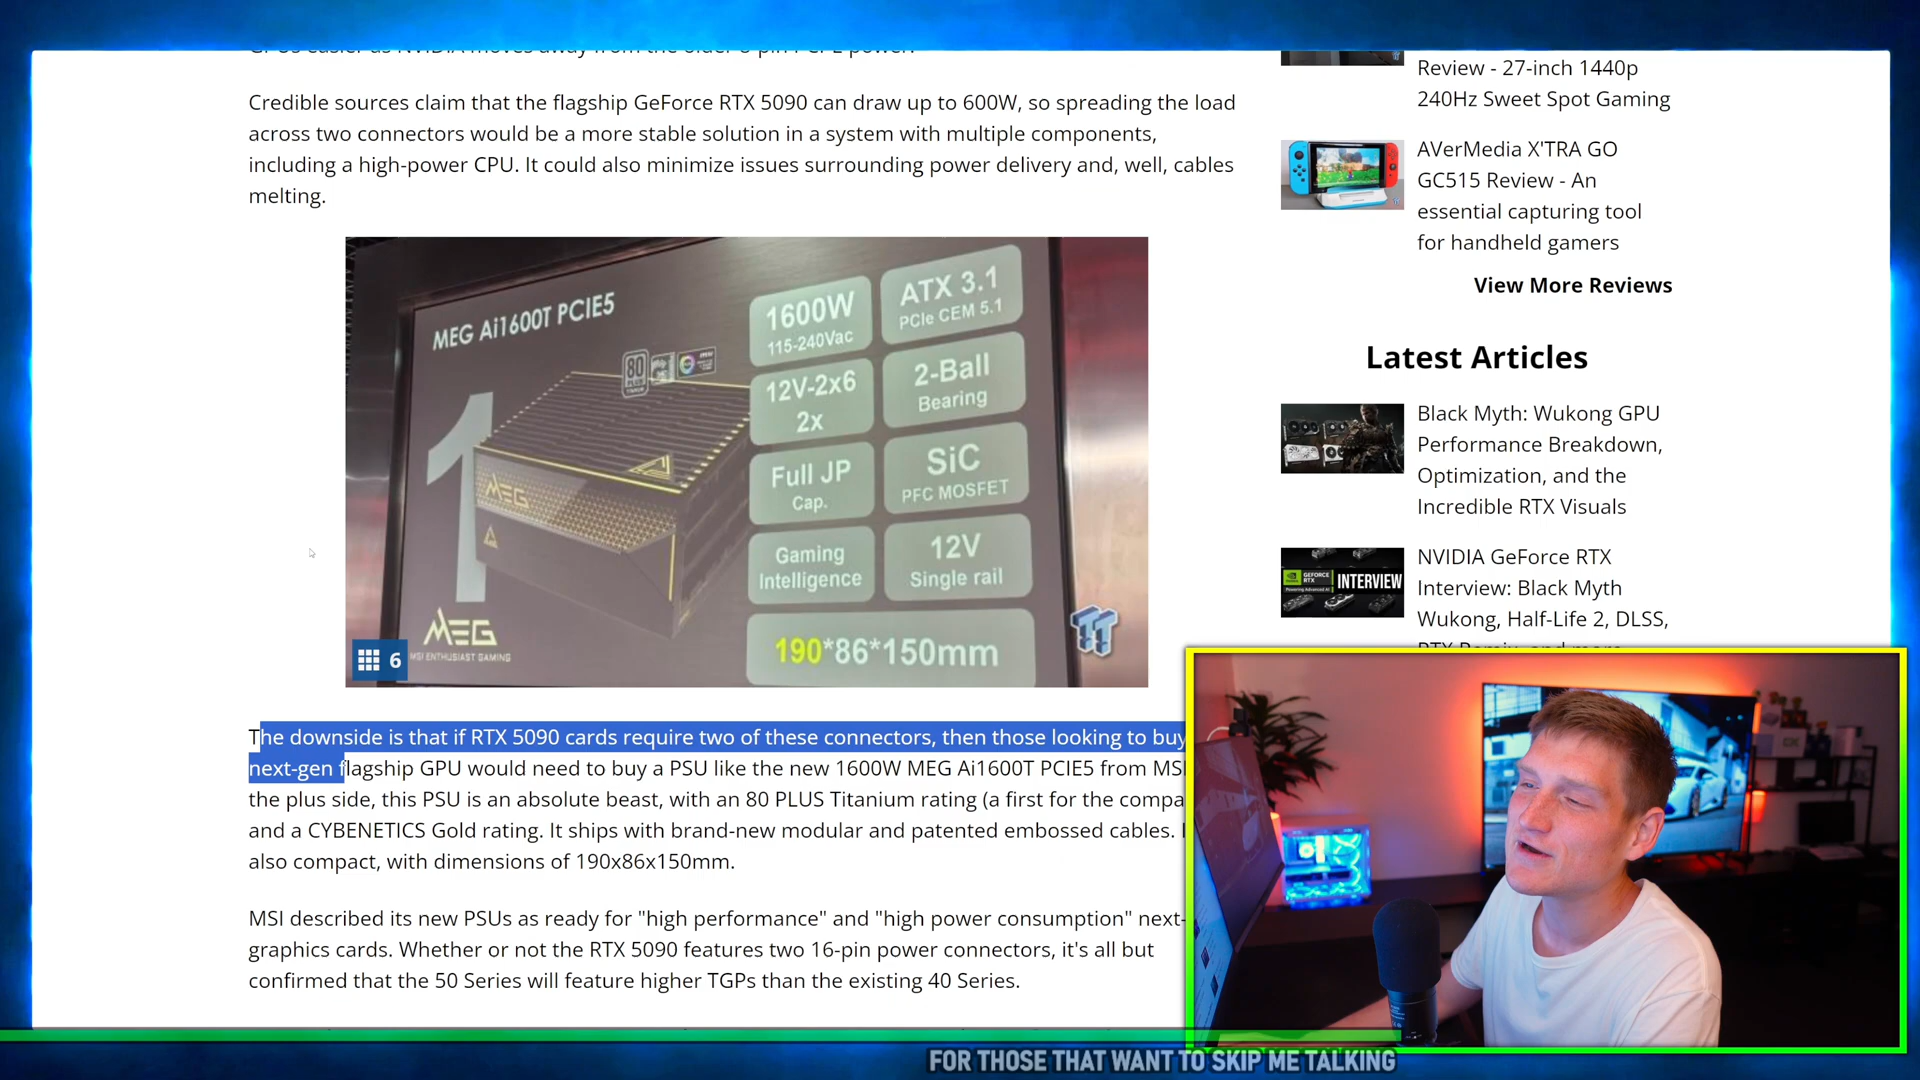 Credible sources claim that the flagship GeForce RTX 5090 can draw up to 600W, so spreading the load
across two connectors would be a more stable solution in a system with multiple components,
including a high-power CPU. It could also minimize issues surrounding power delivery and, well, cables
melting.
MEG Ai1600T PCIE5
80
1600W
115-240Vac
ATX 3.1
PCIe CEM 5.1
12V-2x6
2x
2-Ball
Bearing
Full JP
Cap.
SiC
PFC MOSFET
Gaming
Intelligence
12V
Single rail
190*86*150mm
1
MEG
MEG
MSI ENTHUSIAST GAMING
6
The downside is that if RTX 5090 cards require two of these connectors, then those looking to buy
next-gen flagship GPU would need to buy a PSU like the new 1600W MEG Ai1600T PCIE5 from MSI
the plus side, this PSU is an absolute beast, with an 80 PLUS Titanium rating (a first for the compa
and a CYBENETICS Gold rating. It ships with brand-new modular and patented embossed cables.
also compact, with dimensions of 190x86x150mm.
MSI described its new PSUs as ready for "high performance" and "high power consumption" next-
graphics cards. Whether or not the RTX 5090 features two 16-pin power connectors, it's all but
confirmed that the 50 Series will feature higher TGPs than the existing 40 Series.
Review - 27-inch 1440p
240Hz Sweet Spot Gaming
AVerMedia X'TRA GO
GC515 Review - An
essential capturing tool
for handheld gamers
View More Reviews
Latest Articles
Black Myth: Wukong GPU
Performance Breakdown,
Optimization, and the
Incredible RTX Visuals
GEFORCE RTX
INTERVIEW
NVIDIA GeForce RTX
Interview: Black Myth
Wukong, Half-Life 2, DLSS,
FOR THOSE THAT WANT TO SKIP ME TALKING